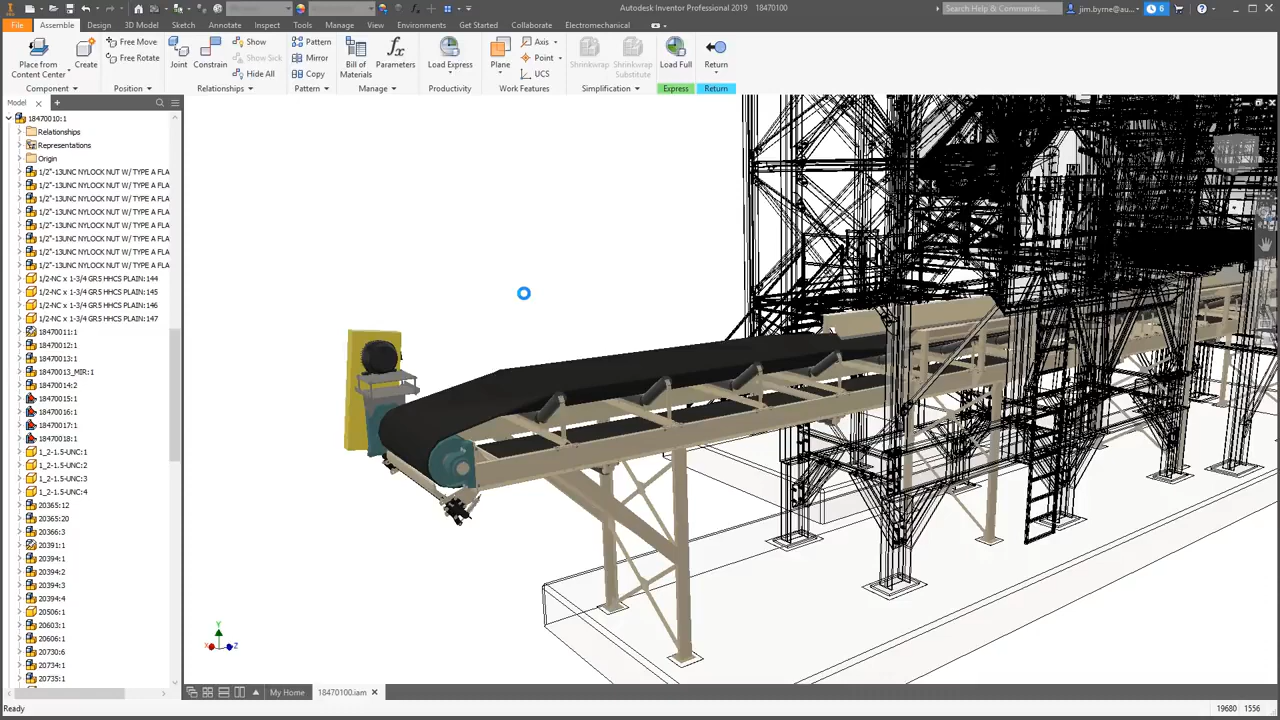 Autodesk Inventor Professional 2019 18470100
Search Help & Commands...
jim.byrne@au...
6
File Assemble Design 3D Model Sketch Annotate Inspect Tools Manage View Environments Get Started Collaborate Electromechanical
Place from Content Center
Create
Free Move
Free Rotate
Joint
Constrain
Show
Show Sick
Hide All
Pattern
Mirror
Copy
Bill of Materials
Parameters
Load Express
Plane
Axis
Point
UCS
Shrinkwrap
Shrinkwrap Substitute
Load Full
Return
Component Position Relationships Pattern Manage Productivity Work Features Simplification Express Return
Model
18470010:1
Relationships
Representations
Origin
1/2"-13UNC NYLOCK NUT W/ TYPE A FLA
1/2"-13UNC NYLOCK NUT W/ TYPE A FLA
1/2"-13UNC NYLOCK NUT W/ TYPE A FLA
1/2"-13UNC NYLOCK NUT W/ TYPE A FLA
1/2"-13UNC NYLOCK NUT W/ TYPE A FLA
1/2"-13UNC NYLOCK NUT W/ TYPE A FLA
1/2"-13UNC NYLOCK NUT W/ TYPE A FLA
1/2"-13UNC NYLOCK NUT W/ TYPE A FLA
1/2-NC x 1-3/4 GR5 HHCS PLAIN:144
1/2-NC x 1-3/4 GR5 HHCS PLAIN:145
1/2-NC x 1-3/4 GR5 HHCS PLAIN:146
1/2-NC x 1-3/4 GR5 HHCS PLAIN:147
18470011:1
18470012:1
18470013:1
18470013_MIR:1
18470014:2
18470015:1
18470016:1
18470017:1
18470018:1
1_2-1.5-UNC:1
1_2-1.5-UNC:2
1_2-1.5-UNC:3
1_2-1.5-UNC:4
20365:12
20365:20
20366:3
20391:1
20394:1
20394:2
20394:3
20394:4
20506:1
20603:1
20606:1
20730:6
20734:1
20735:1
Y
X
Z
My Home
18470100.iam
Ready
19680 1556